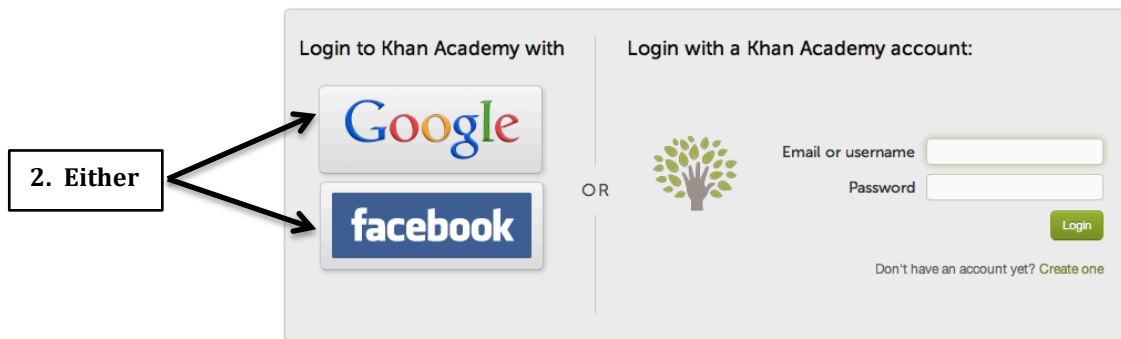 Login to Khan Academy with
Login with a Khan Academy account:
Google
2. Either
facebook
OR
Email or username
Password
Login
Don't have an account yet? Create one